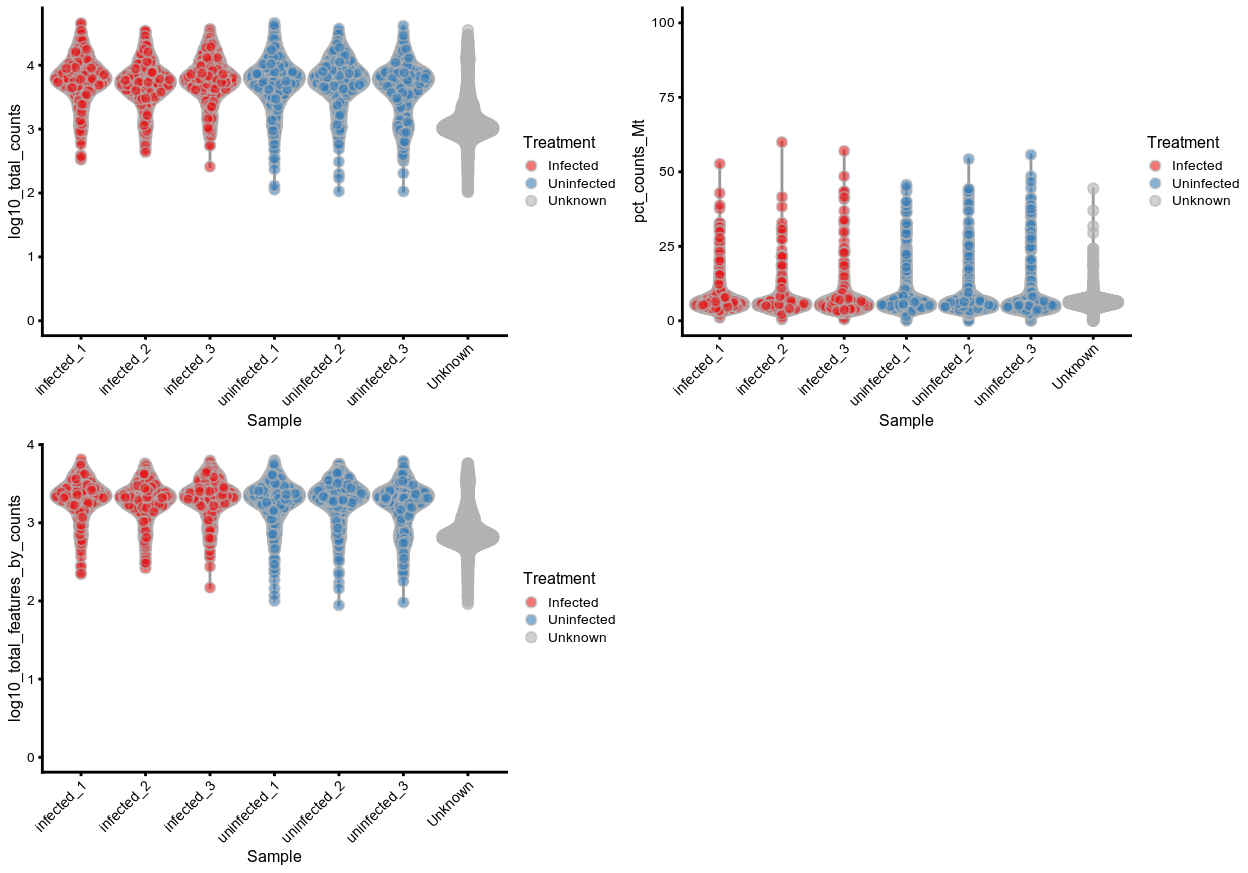 log10_total_counts
4
3
2
1
0
infected_1
infected_2
infected_3
uninfected_1
uninfected_2
uninfected_3
Unknown
Sample
Treatment
Infected
Uninfected
Unknown
pct_counts_Mt
100
75
50
25
0
infected_1
infected_2
infected_3
uninfected_1
uninfected_2
uninfected_3
Unknown
Sample
Treatment
Infected
Uninfected
Unknown
log10_total_features_by_counts
4
3
2
1
0
infected_1
infected_2
infected_3
uninfected_1
uninfected_2
uninfected_3
Unknown
Sample
Treatment
Infected
Uninfected
Unknown